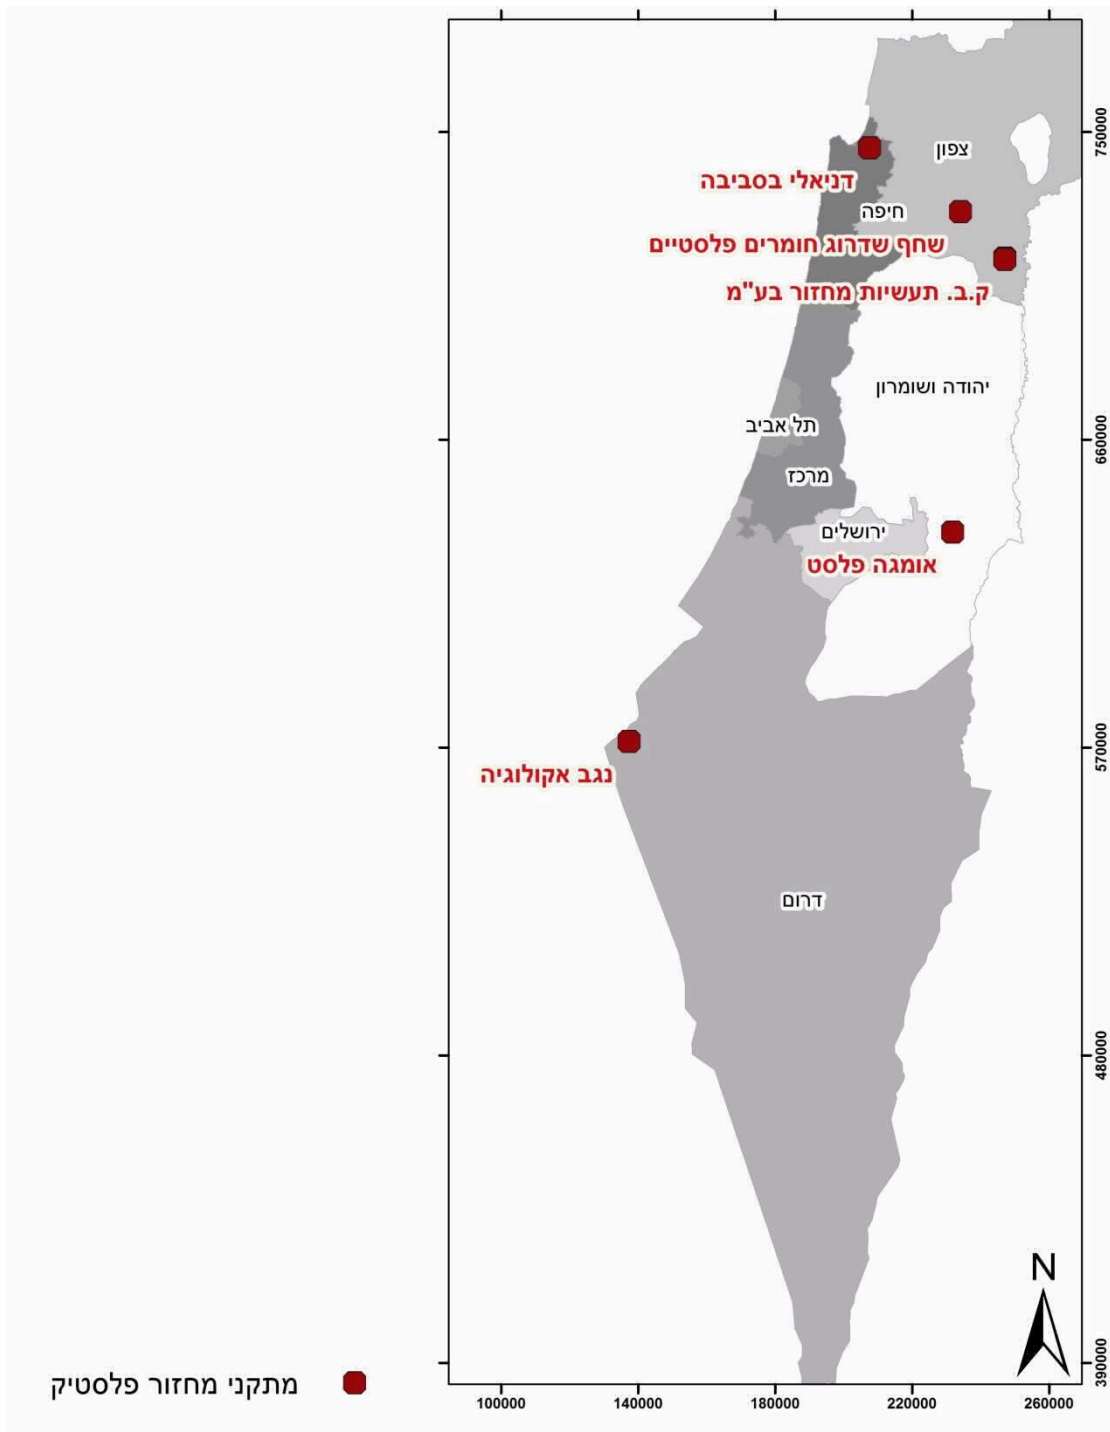 750000
צפון
דניאלי בסביבה
חיפה
שחף שדרוג חומרים פלסטיים
ק.ב. תעשיות מחזור בע"מ
יהודה ושומרון
תל אביב
660000
מרכז
ירושלים
אומגה פלסט
570000
נגב אקולוגיה
דרום
480000
N
390000
מתקני מחזור פלסטיק
100000 140000 180000 220000 260000